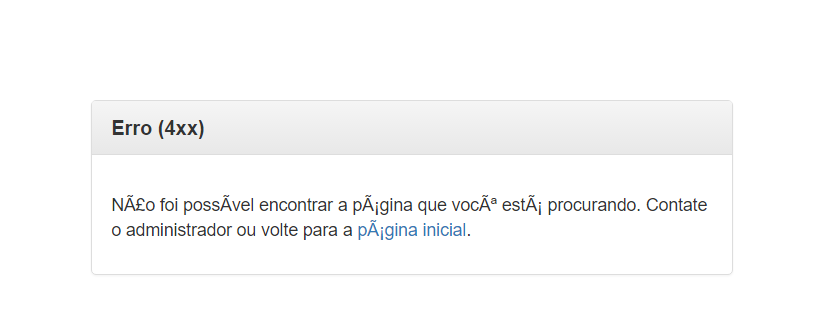 Erro (4xx)
NÃ£o foi possÃvel encontrar a pÃ¡gina que vocÃª estÃ¡ procurando. Contate
o administrador ou volte para a pÃ¡gina inicial.